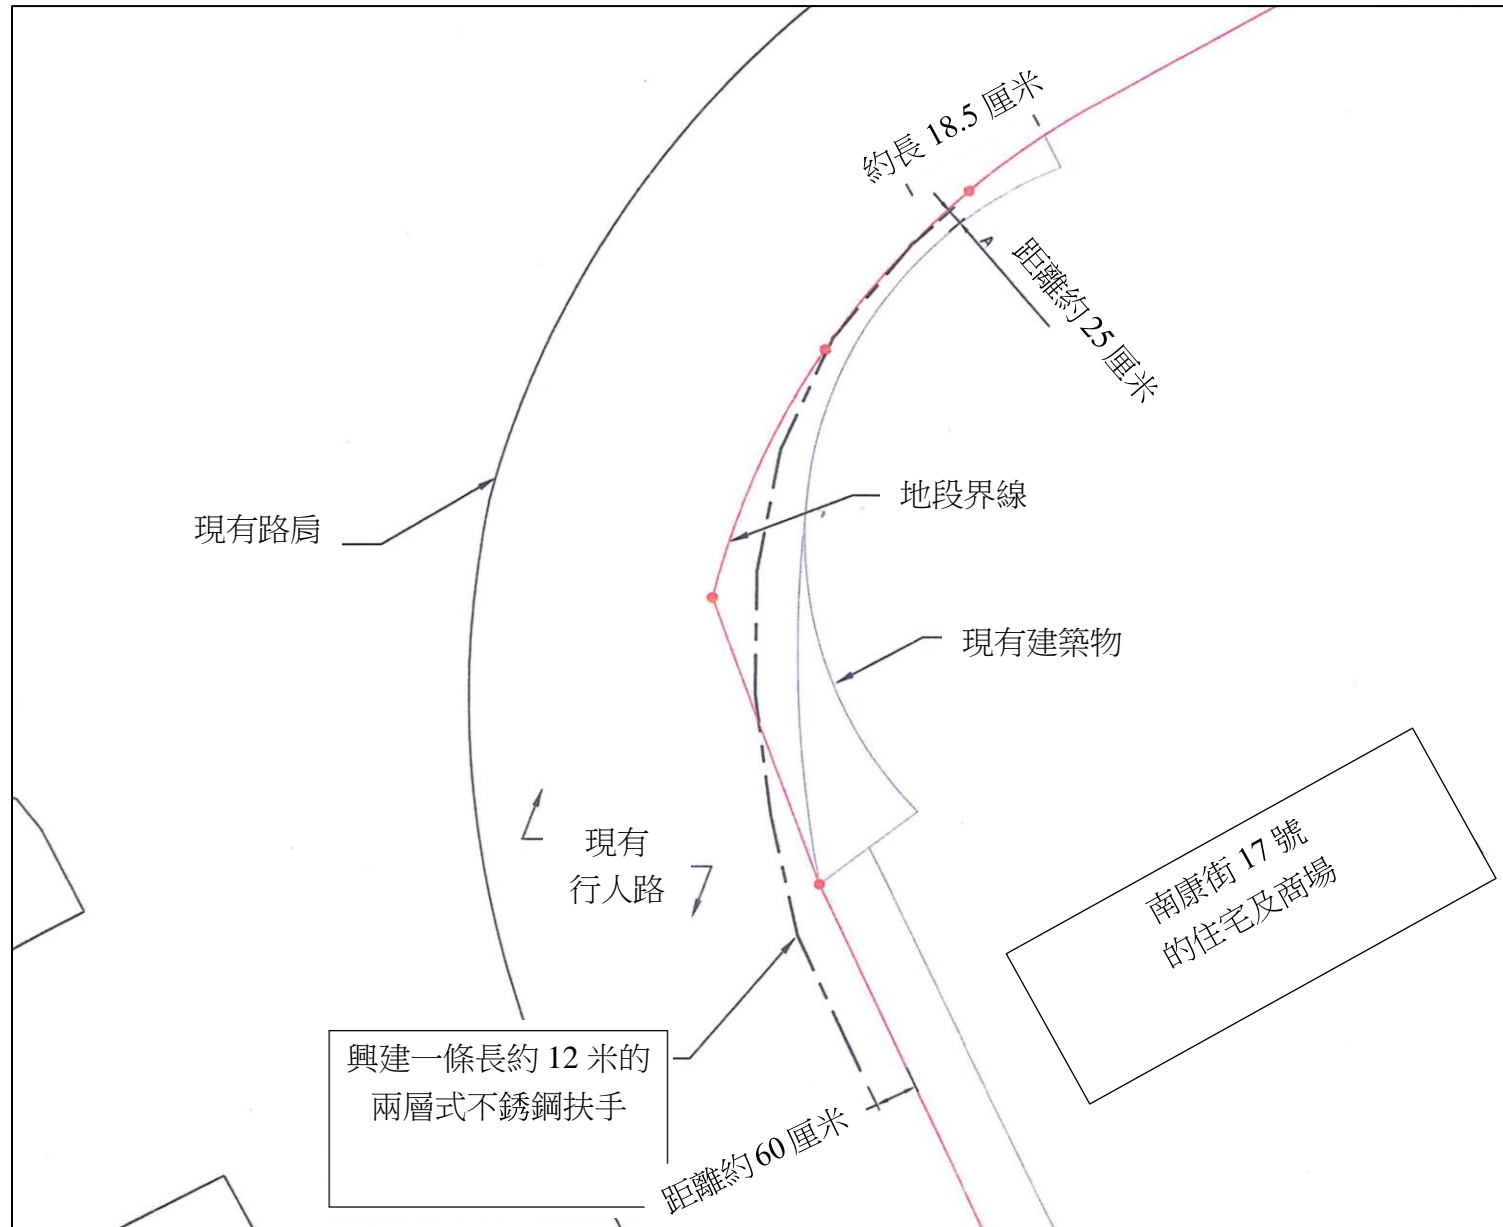 約長 18.5 厘米
A
距離約 25 厘米
地段界線
現有路肩
現有建築物
現有
行人路
南康街 17 號
的住宅及商場
興建一條長約 12 米的
兩層式不銹鋼扶手
距離約 60 厘米